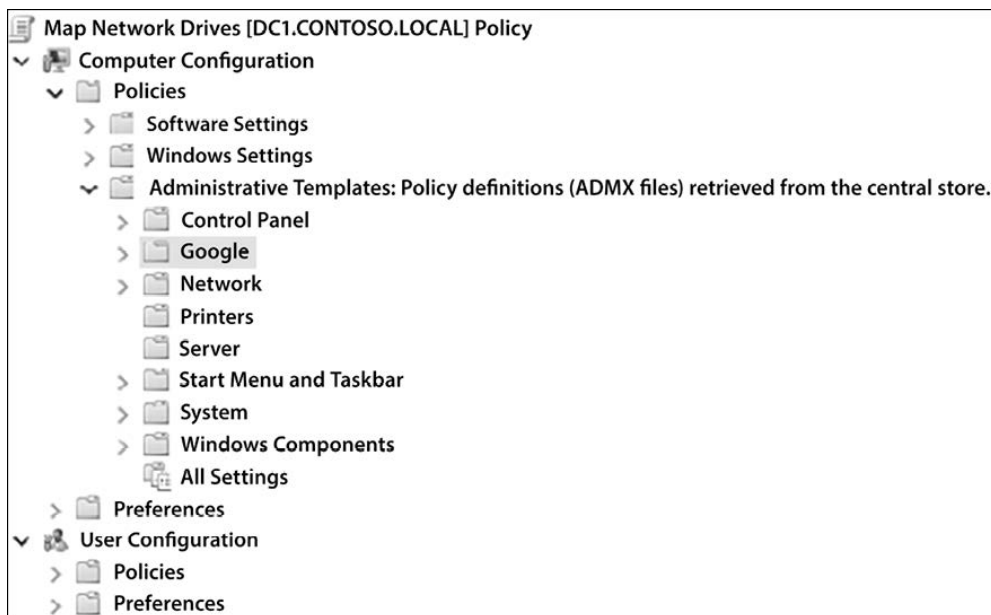 Map Network Drives [DC1.CONTOSO.LOCAL] Policy
Computer Configuration
Policies
Software Settings
Windows Settings
Administrative Templates: Policy definitions (ADMX files) retrieved from the central store.
Control Panel
Google
Network
Printers
Server
Start Menu and Taskbar
System
Windows Components
All Settings
Preferences
User Configuration
Policies
Preferences